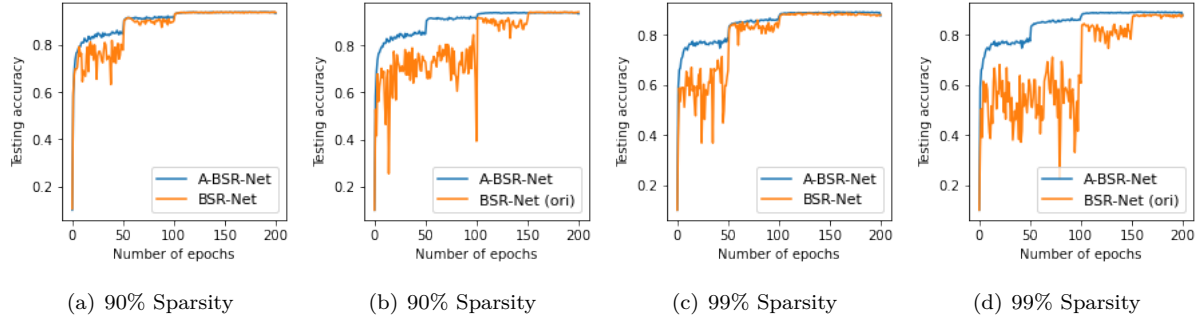 Testing accuracy
0.8
0.6
0.4
0.2
A-BSR-Net
BSR-Net
0 50 100 150 200
Number of epochs
(a) 90% Sparsity
Testing accuracy
0.8
0.6
0.4
0.2
A-BSR-Net
BSR-Net (ori)
0 50 100 150 200
Number of epochs
(b) 90% Sparsity
Testing accuracy
0.8
0.6
0.4
0.2
A-BSR-Net
BSR-Net
0 50 100 150 200
Number of epochs
(c) 99% Sparsity
Testing accuracy
0.8
0.6
0.4
0.2
A-BSR-Net
BSR-Net (ori)
0 50 100 150 200
Number of epochs
(d) 99% Sparsity